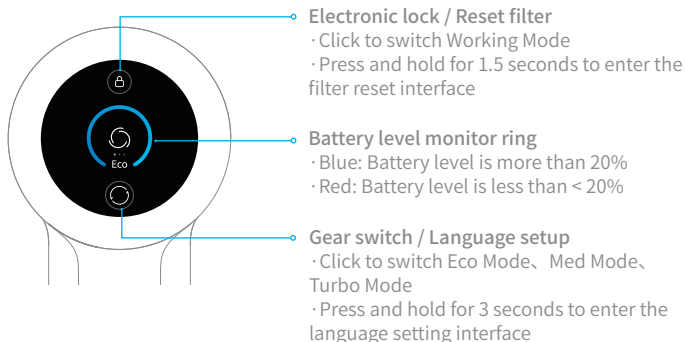 Electronic lock / Reset filter
·Click to switch Working Mode
·Press and hold for 1.5 seconds to enter the
filter reset interface
Battery level monitor ring
·Blue: Battery level is more than 20%
·Red: Battery level is less than < 20%
Eco
Gear switch / Language setup
·Click to switch Eco Mode、Med Mode、
Turbo Mode
·Press and hold for 3 seconds to enter the
language setting interface